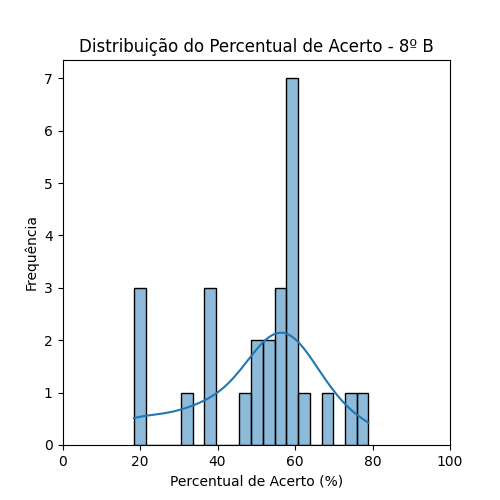 Distribuição do Percentual de Acerto - 8º B
Frequência
7
6
5
4
3
2
1
0
0 20 40 60 80 100
Percentual de Acerto (%)